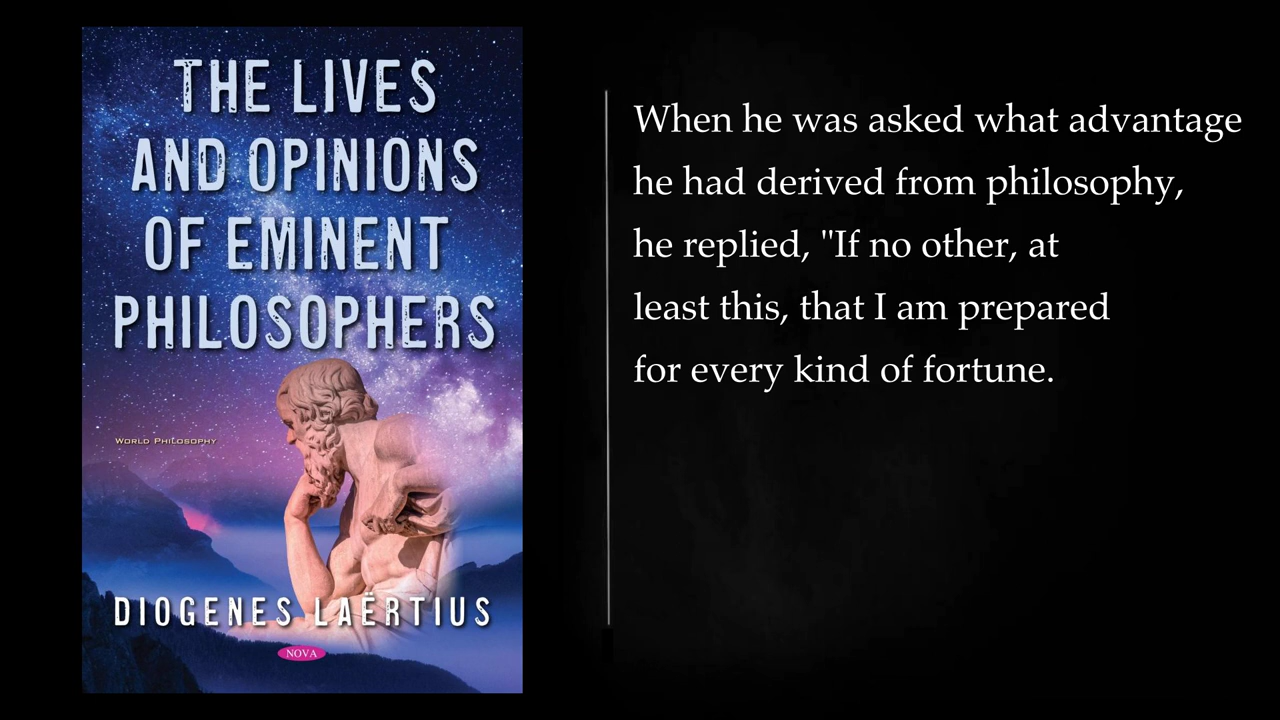 THE LIVES
AND OPINIONS
OF EMINENT
PHILOSOPHERS
WORLD PHILOSOPHY
DIOGENES LAËRTIUS
NOVA
When he was asked what advantage
he had derived from philosophy,
he replied, "If no other, at
least this, that I am prepared
for every kind of fortune.